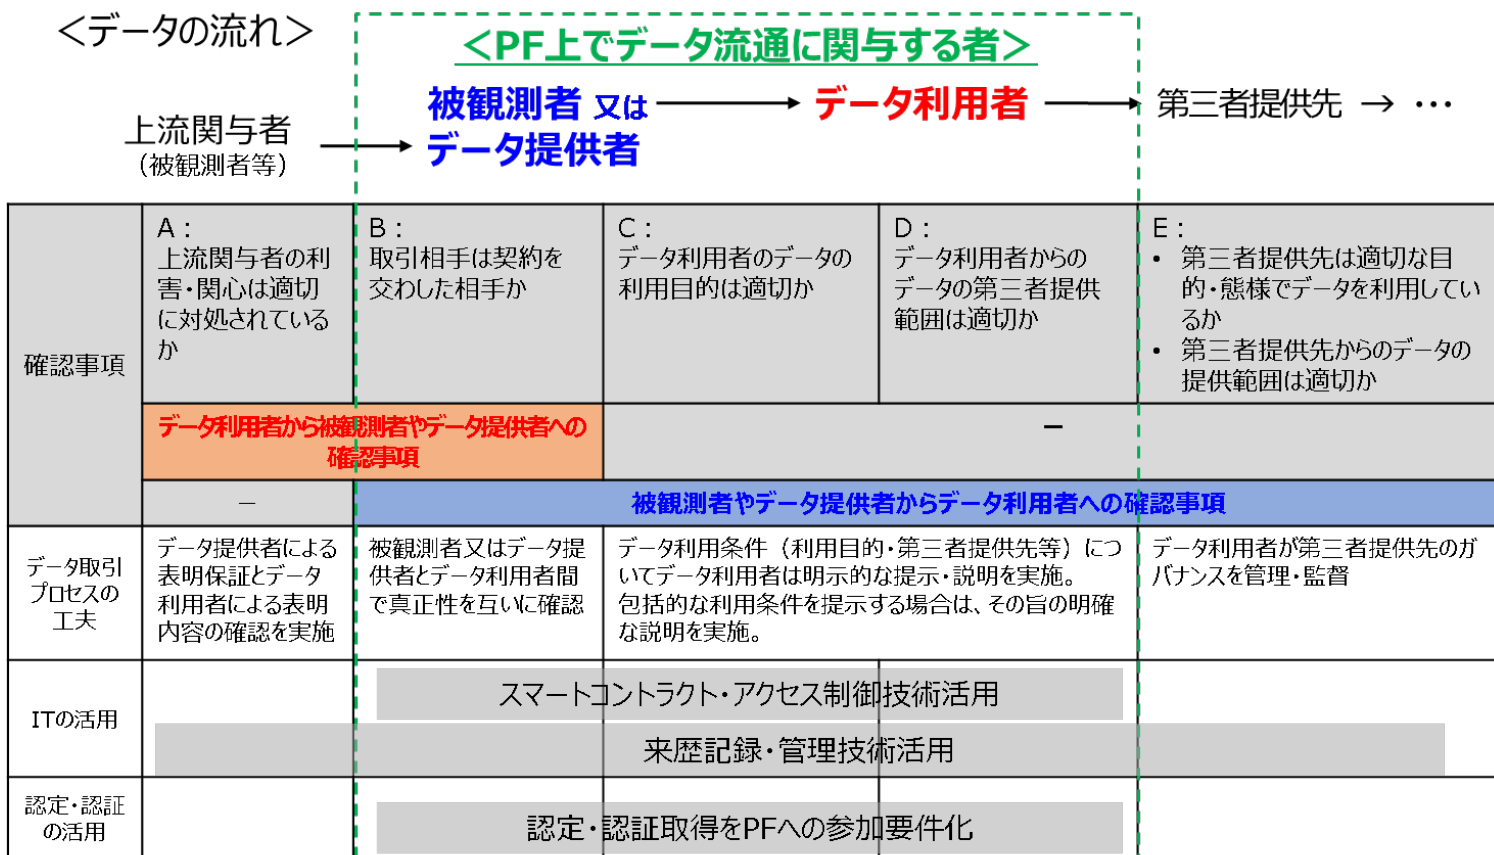 <データの流れ>
<PF上でデータ流通に関与する者>
上流関与者
(被観測者等)
被観測者 又は
データ提供者
データ利用者
第三者提供先 → …
確認事項
A:
上流関与者の利
害・関心は適切
に対処されている
か
B:
取引相手は契約を
交わした相手か
C:
データ利用者のデータの
利用目的は適切か
D:
データ利用者からの
データの第三者提供
範囲は適切か
E:
• 第三者提供先は適切な目
的・態様でデータを利用してい
るか
• 第三者提供先からのデータの
提供範囲は適切か
データ利用者から被観測者やデータ提供者への
確認事項
–
–
被観測者やデータ提供者からデータ利用者への確認事項
データ取引
プロセスの
工夫
データ提供者による
表明保証とデータ
利用者による表明
内容の確認を実施
被観測者又はデータ提
供者とデータ利用者間
で真正性を互いに確認
データ利用条件(利用目的・第三者提供先等)につ
いてデータ利用者は明示的な提示・説明を実施。
包括的な利用条件を提示する場合は、その旨の明確
な説明を実施。
データ利用者が第三者提供先のガ
バナンスを管理・監督
ITの活用
スマートコントラクト・アクセス制御技術活用
来歴記録・管理技術活用
認定・認証
の活用
認定・認証取得をPFへの参加要件化